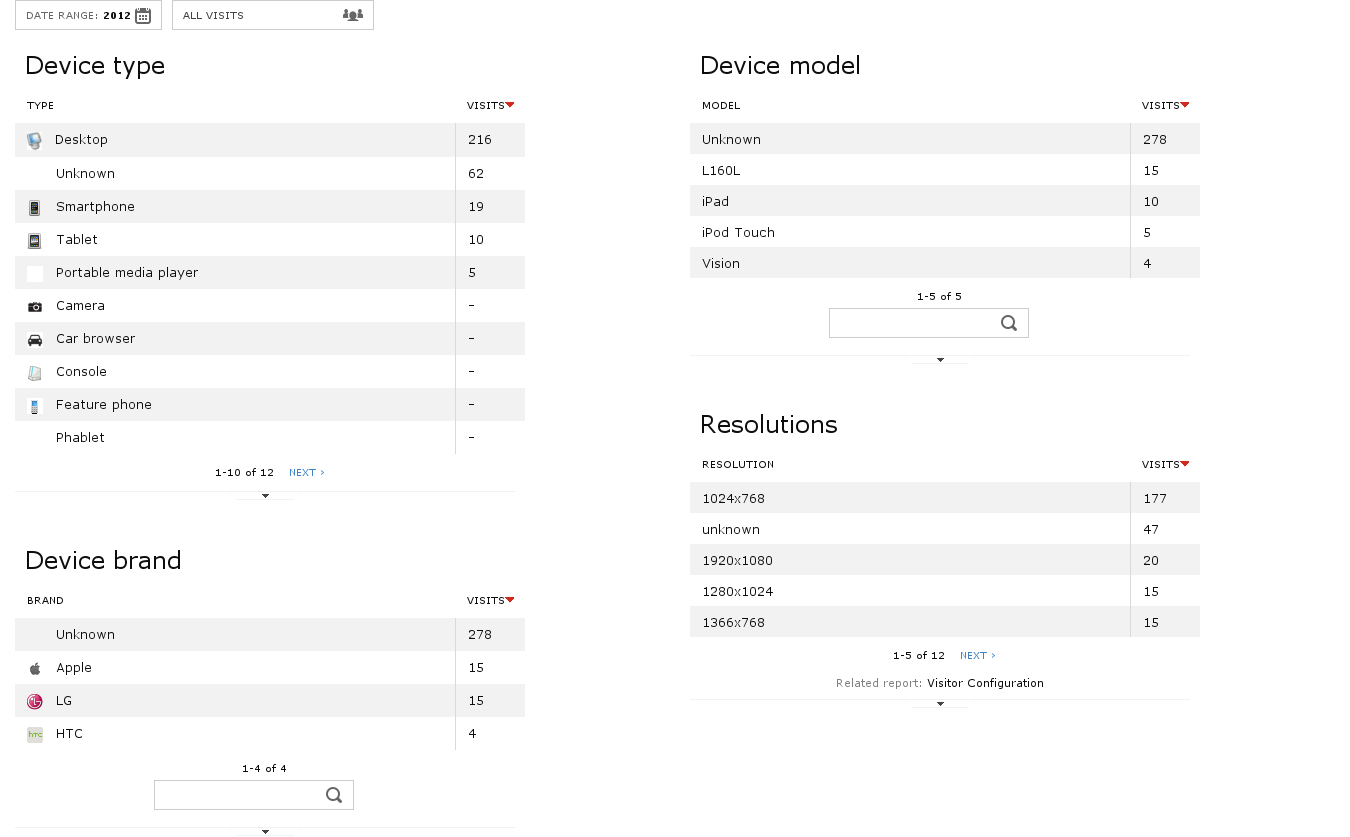 DATE RANGE: 2012
ALL VISITS
Device type
TYPE VISITS
Desktop 216
Unknown 62
Smartphone 19
Tablet 10
Portable media player 5
Camera -
Car browser -
Console -
Feature phone -
Phablet -
1-10 of 12 NEXT ›
Device brand
BRAND VISITS
Unknown 278
Apple 15
LG 15
hTC HTC 4
1-4 of 4
Device model
MODEL VISITS
Unknown 278
L160L 15
iPad 10
iPod Touch 5
Vision 4
1-5 of 5
Resolutions
RESOLUTION VISITS
1024x768 177
unknown 47
1920x1080 20
1280x1024 15
1366x768 15
1-5 of 12 NEXT ›
Related report: Visitor Configuration